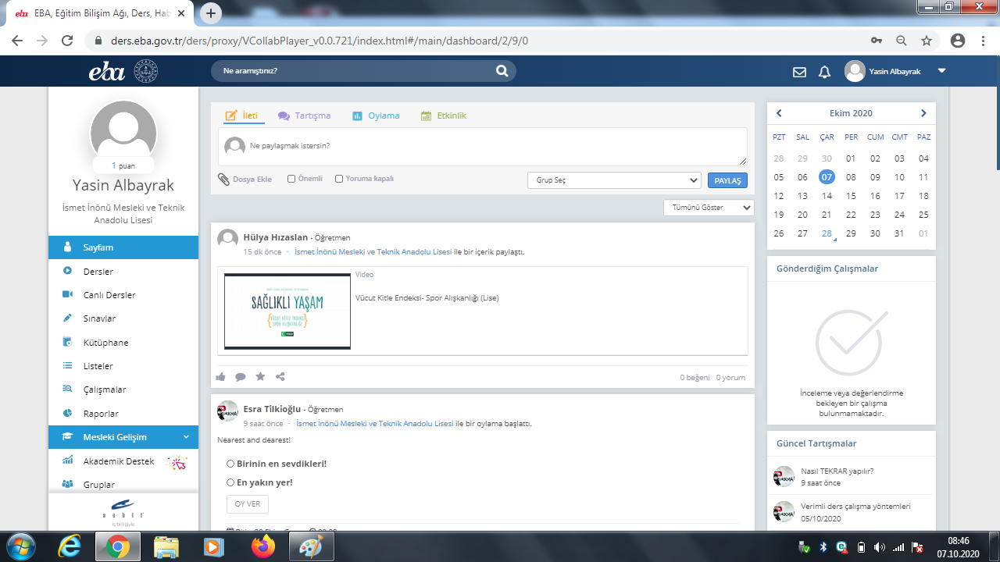 EBA, Eğitim Bilişim Ağı, Ders, Hab
ders.eba.gov.tr/ders/proxy/VCollabPlayer_v0.0.721/index.html#/main/dashboard/2/9/0
eba
Ne aramıştınız?
Yasin Albayrak
1 puan
Yasin Albayrak
İsmet İnönü Mesleki ve Teknik
Anadolu Lisesi
Sayfam
Dersler
Canlı Dersler
Sınavlar
Kütüphane
Listeler
Çalışmalar
Raporlar
Mesleki Gelişim
Akademik Destek
Gruplar
sebit
iş birliğiyle
İleti
Tartışma
Oylama
Etkinlik
Ne paylaşmak istersin?
Dosya Ekle
Önemli
Yoruma kapalı
Grup Seç
PAYLAŞ
Tümünü Göster
Hülya Hızaslan - Öğretmen
15 dk önce · İsmet İnönü Mesleki ve Teknik Anadolu Lisesi ile bir içerik paylaştı.
SAĞLIKLI YAŞAM
{VÜCUT KİTLE İNDEKSİ
SPOR ALIŞKANLIĞI}
Video
Vücut Kitle Endeksi- Spor Alışkanlığı (Lise)
0 beğeni 0 yorum
Esra Tilkioğlu - Öğretmen
9 saat önce · İsmet İnönü Mesleki ve Teknik Anadolu Lisesi ile bir oylama başlattı.
Nearest and dearest!
Birinin en sevdikleri!
En yakın yer!
OY VER
Ekim 2020
PZT SAL ÇAR PER CUM CMT PAZ
28 29 30 01 02 03 04
05 06 07 08 09 10 11
12 13 14 15 16 17 18
19 20 21 22 23 24 25
26 27 28 29 30 31 01
Gönderdiğim Çalışmalar
İnceleme veya değerlendirme
bekleyen bir çalışma
bulunmamaktadır.
Güncel Tartışmalar
Nasıl TEKRAR yapılır?
9 saat önce
Verimli ders çalışma yöntemleri
05/10/2020
08:46
07.10.2020